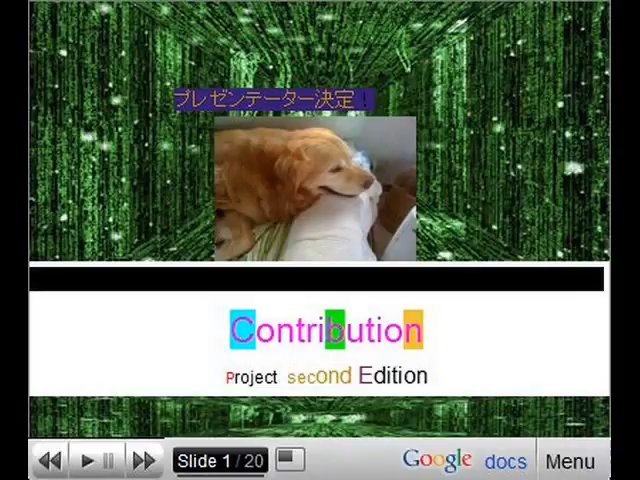 プレゼンテーター決定！
Contribution
Project second Edition
Slide 1 / 20
Google docs
Menu